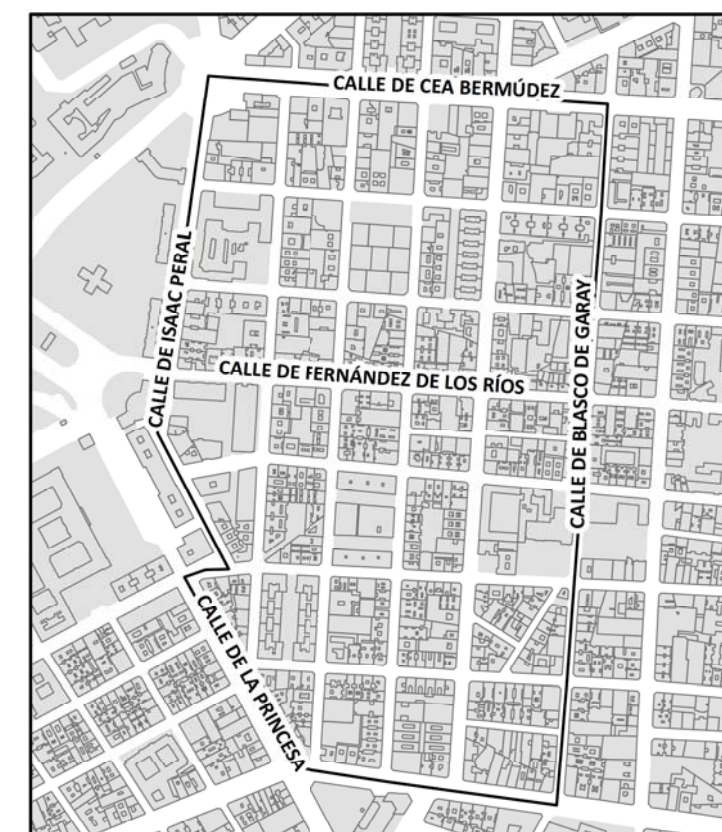 CALLE DE CEA BERMÚDEZ
CALLE DE ISAAC PERAL
CALLE DE FERNÁNDEZ DE LOS RÍOS
CALLE DE BLASCO DE GARAY
CALLE DE LA PRINCESA